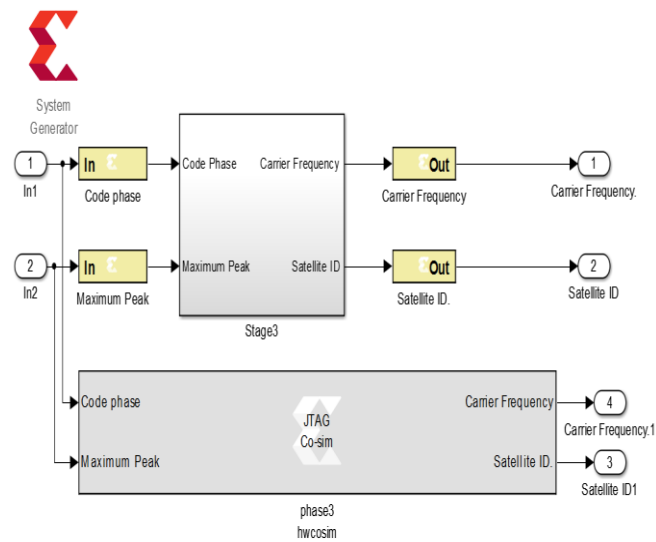 System
Generator
1
In1
In
Code phase
Code Phase
Carrier Frequency
Out
Carrier Frequency
1
Carrier Frequency.
2
In2
In
Maximum Peak
Maximum Peak
Satellite ID
Out
Satellite ID.
2
Satellite ID
Stage3
Code phase
JTAG
Co-sim
Carrier Frequency
4
Carrier Frequency.1
Maximum Peak
Satellite ID.
3
Satellite ID1
phase3
hwcosim